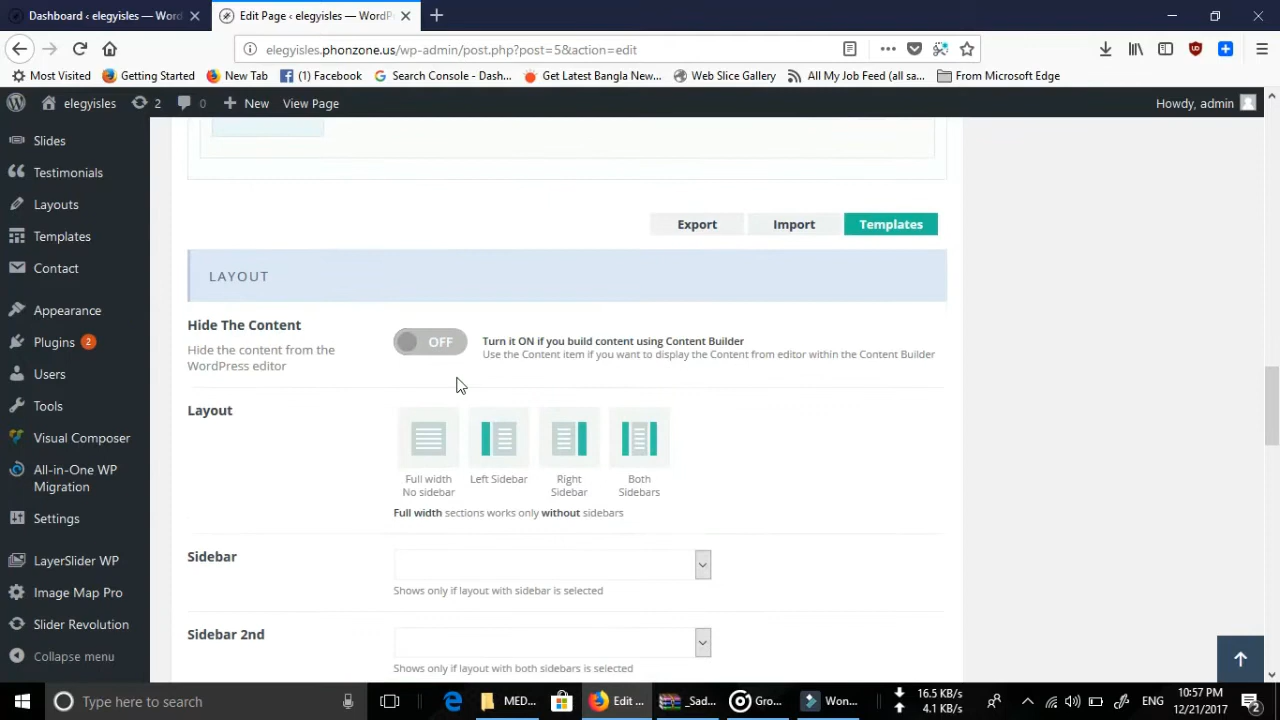 Dashboard ‹ elegyisles — Word
Edit Page ‹ elegyisles — WordP
elegyisles.phonzone.us/wp-admin/post.php?post=5&action=edit
Most Visited
Getting Started
New Tab
(1) Facebook
Search Console - Dash...
Get Latest Bangla New...
Web Slice Gallery
All My Job Feed (all sa...
From Microsoft Edge
elegyisles
2
0
New
View Page
Howdy, admin
Slides
Testimonials
Layouts
Templates
Contact
Appearance
Plugins 2
Users
Tools
Visual Composer
All-in-One WP
Migration
Settings
LayerSlider WP
Image Map Pro
Slider Revolution
Collapse menu
Export
Import
Templates
LAYOUT
Hide The Content
Hide the content from the
WordPress editor
OFF
Turn it ON if you build content using Content Builder
Use the Content item if you want to display the Content from editor within the Content Builder
Layout
Full width
No sidebar
Left Sidebar
Right
Sidebar
Both
Sidebars
Full width sections works only without sidebars
Sidebar
Shows only if layout with sidebar is selected
Sidebar 2nd
Shows only if layout with both sidebars is selected
Type here to search
MED...
Edit ...
_Sad...
Gro...
Won...
16.5 KB/s
4.1 KB/s
ENG
10:57 PM
12/21/2017
2